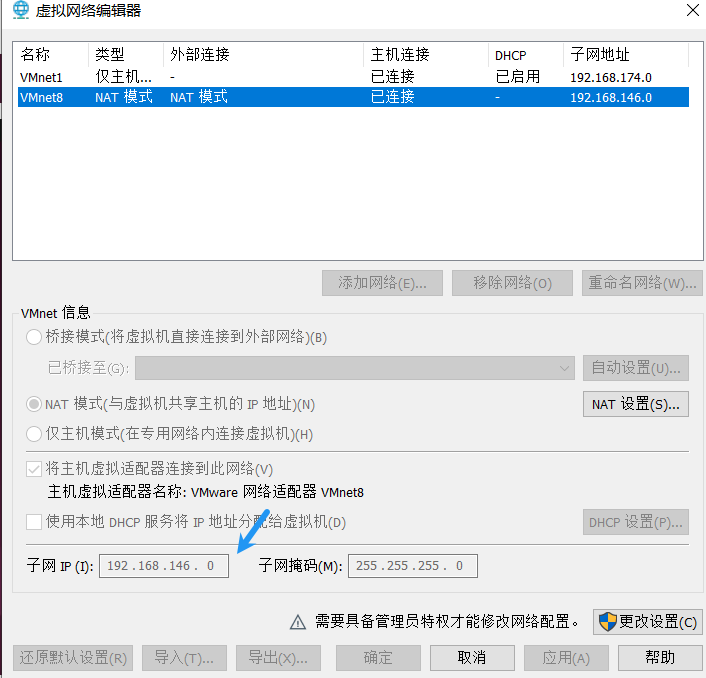 虚拟网络编辑器
名称 类型 外部连接 主机连接 DHCP 子网地址
VMnet1 仅主机... - 已连接 已启用 192.168.174.0
VMnet8 NAT 模式 NAT 模式 已连接 - 192.168.146.0
添加网络(E)... 移除网络(O) 重命名网络(W)...
VMnet 信息
桥接模式(将虚拟机直接连接到外部网络)(B)
已桥接至(G): 自动设置(U)...
NAT 模式(与虚拟机共享主机的 IP 地址)(N) NAT 设置(S)...
仅主机模式(在专用网络内连接虚拟机)(H)
将主机虚拟适配器连接到此网络(V)
主机虚拟适配器名称: VMware 网络适配器 VMnet8
使用本地 DHCP 服务将 IP 地址分配给虚拟机(D) DHCP 设置(P)...
子网 IP (I): 192.168.146. 0 子网掩码(M): 255.255.255. 0
需要具备管理员特权才能修改网络配置。 更改设置(C)
还原默认设置(R) 导入(T)... 导出(X)... 确定 取消 应用(A) 帮助